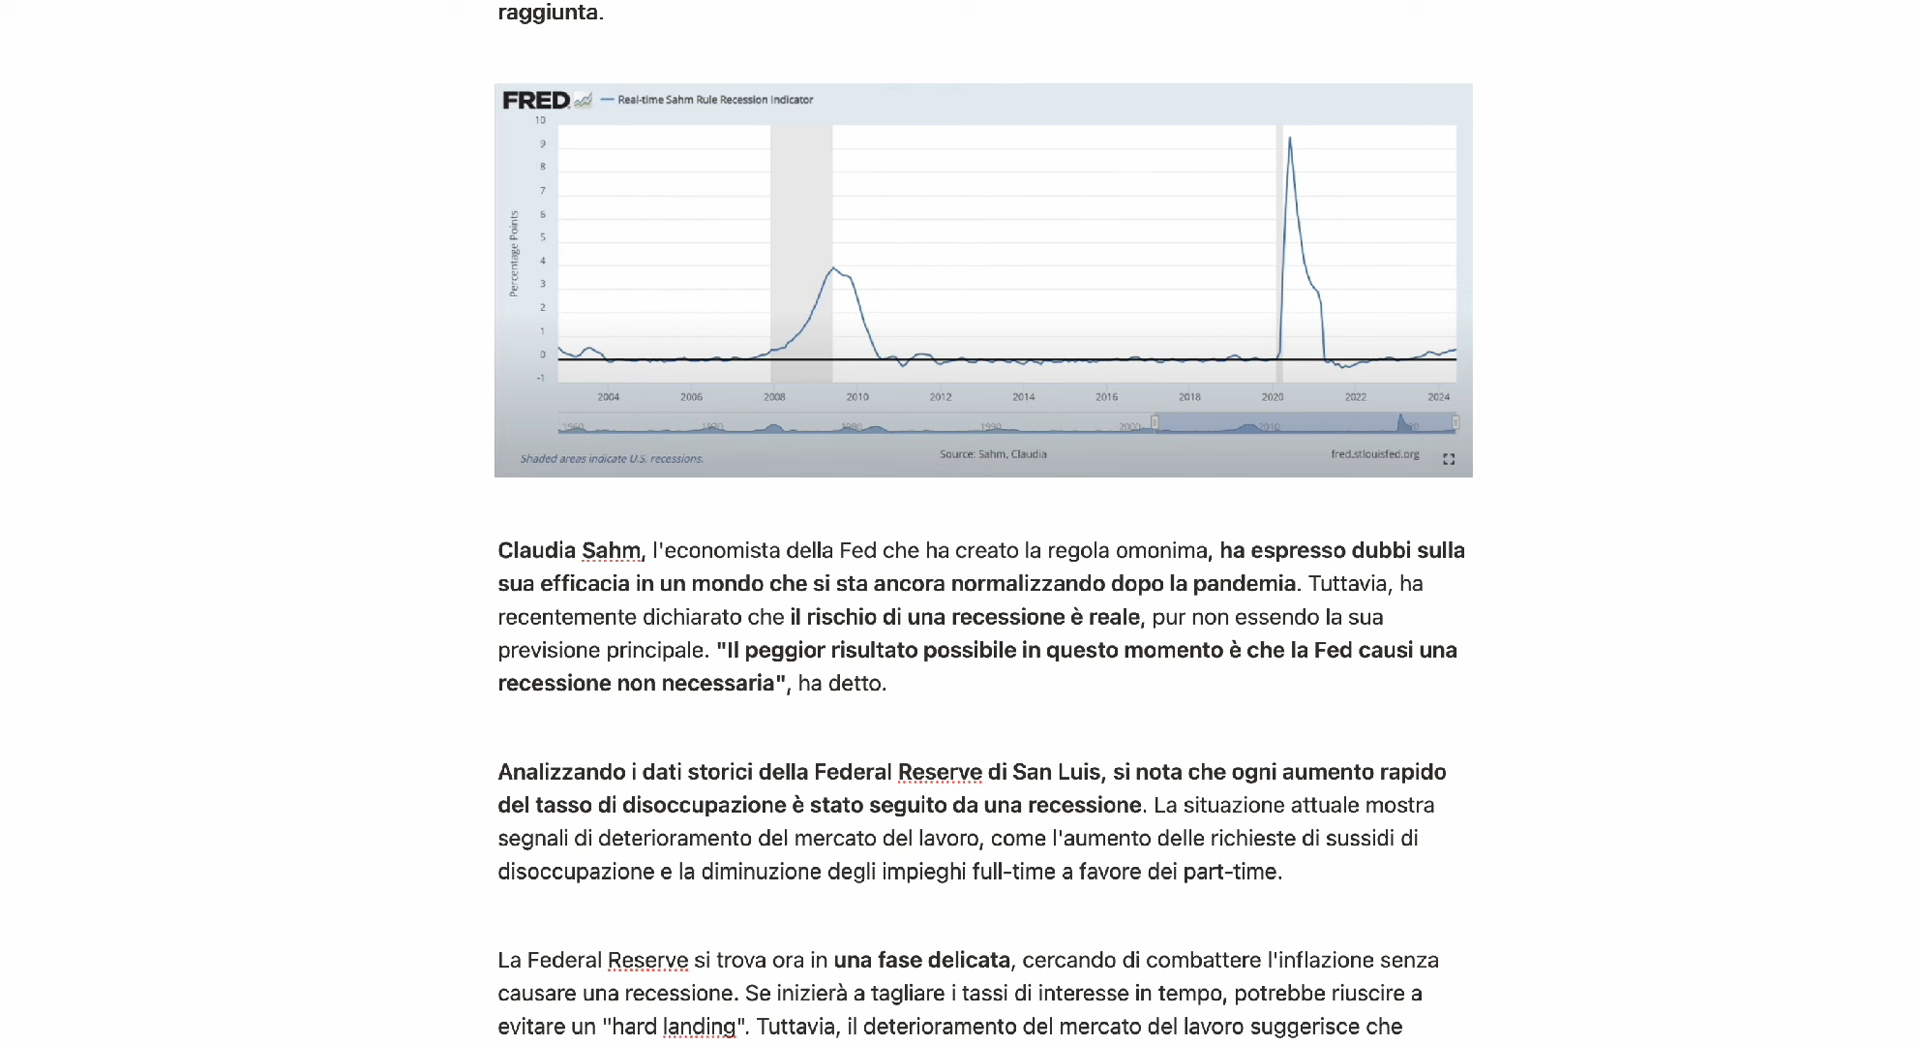 raggiunta.
FRED
Real-time Sahm Rule Recession Indicator
Percentage Points
10
9
8
7
6
5
4
3
2
1
0
-1
2004 2006 2008 2010 2012 2014 2016 2018 2020 2022 2024
1960 1970 1980 1990 2000 2010
Shaded areas indicate U.S. recessions.
Source: Sahm, Claudia
fred.stlouisfed.org
Claudia Sahm, l'economista della Fed che ha creato la regola omonima, ha espresso dubbi sulla
sua efficacia in un mondo che si sta ancora normalizzando dopo la pandemia. Tuttavia, ha
recentemente dichiarato che il rischio di una recessione è reale, pur non essendo la sua
previsione principale. "Il peggior risultato possibile in questo momento è che la Fed causi una
recessione non necessaria", ha detto.
Analizzando i dati storici della Federal Reserve di San Luis, si nota che ogni aumento rapido
del tasso di disoccupazione è stato seguito da una recessione. La situazione attuale mostra
segnali di deterioramento del mercato del lavoro, come l'aumento delle richieste di sussidi di
disoccupazione e la diminuzione degli impieghi full-time a favore dei part-time.
La Federal Reserve si trova ora in una fase delicata, cercando di combattere l'inflazione senza
causare una recessione. Se inizierà a tagliare i tassi di interesse in tempo, potrebbe riuscire a
evitare un "hard landing". Tuttavia, il deterioramento del mercato del lavoro suggerisce che